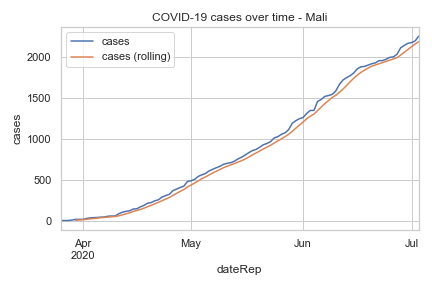 COVID-19 cases over time - Mali
cases
cases (rolling)
2000
1500
1000
500
0
cases
Apr
2020
May
Jun
Jul
dateRep